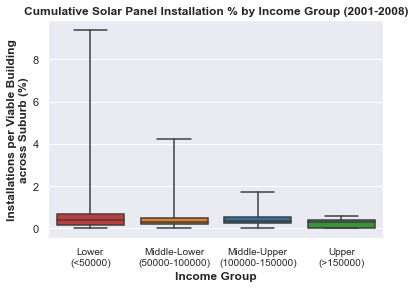 Cumulative Solar Panel Installation % by Income Group (2001-2008)
Installations per Viable Building
across Suburb (%)
8
6
4
2
0
Lower
(<50000)
Middle-Lower
(50000-100000)
Middle-Upper
(100000-150000)
Upper
(>150000)
Income Group